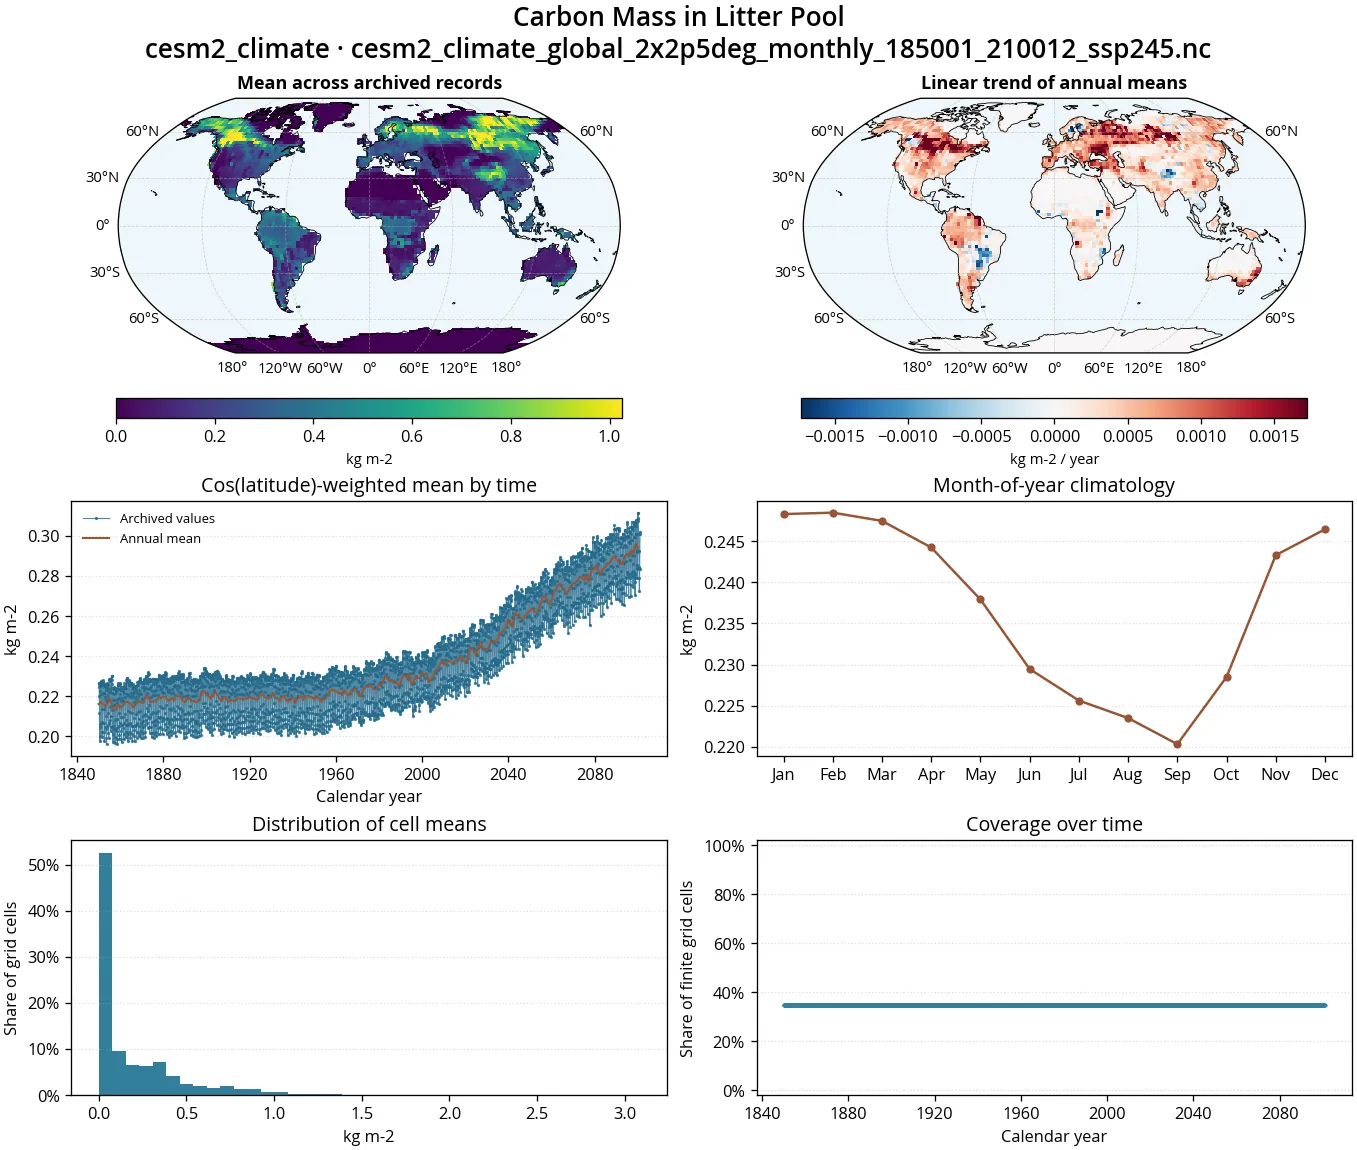 Carbon Mass in Litter Pool
cesm2_climate · cesm2_climate_global_2x2p5deg_monthly_185001_210012_ssp245.nc
Mean across archived records
60°N
60°N
30°N
0°
30°S
60°S
60°S
180° 120°W 60°W 0° 60°E 120°E 180°
0.0 0.2 0.4 0.6 0.8 1.0
kg m-2
Linear trend of annual means
60°N
60°N
30°N
0°
30°S
60°S
60°S
180° 120°W 60°W 0° 60°E 120°E 180°
−0.0015 −0.0010 −0.0005 0.0000 0.0005 0.0010 0.0015
kg m-2 / year
Cos(latitude)-weighted mean by time
Archived values
Annual mean
kg m-2
0.30
0.28
0.26
0.24
0.22
0.20
1840 1880 1920 1960 2000 2040 2080
Calendar year
Month-of-year climatology
kg m-2
0.245
0.240
0.235
0.230
0.225
0.220
Jan Feb Mar Apr May Jun Jul Aug Sep Oct Nov Dec
Distribution of cell means
Share of grid cells
50%
40%
30%
20%
10%
0%
0.0 0.5 1.0 1.5 2.0 2.5 3.0
kg m-2
Coverage over time
Share of finite grid cells
100%
80%
60%
40%
20%
0%
1840 1880 1920 1960 2000 2040 2080
Calendar year